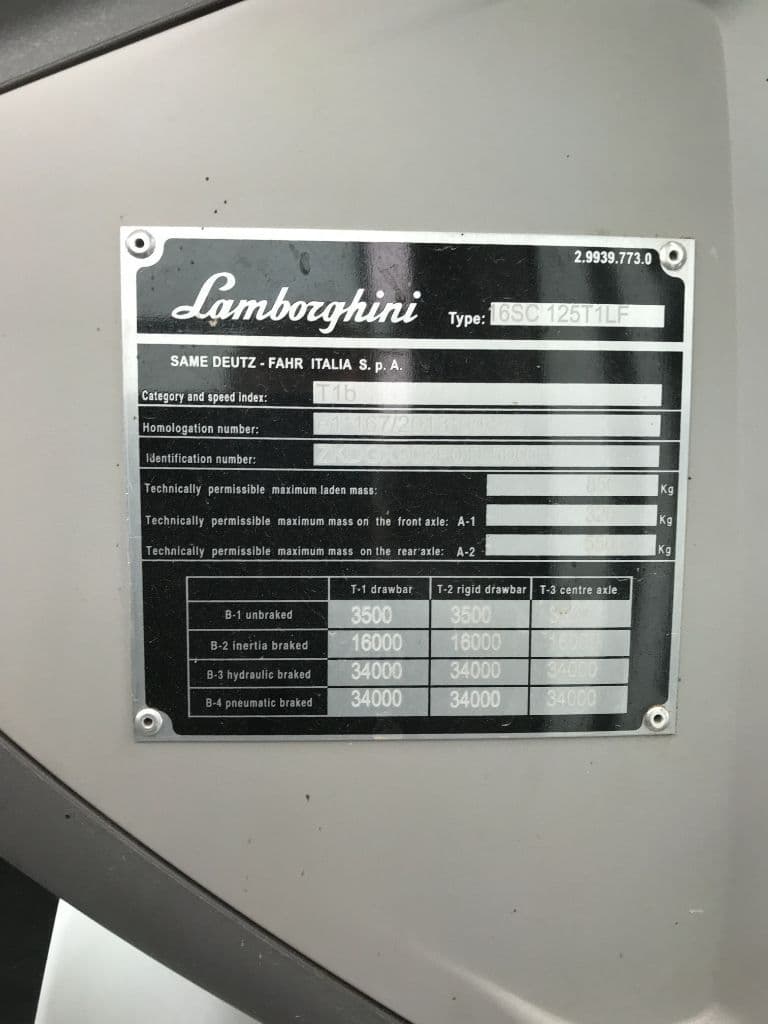 2.9939.773.0
Lamborghini Type: 16SC 125T1LF
SAME DEUTZ - FAHR ITALIA S. p. A.
Category and speed index: T1b
Homologation number:
Identification number:
Technically permissible maximum laden mass: Kg
Technically permissible maximum mass on the front axle: A-1 Kg
Technically permissible maximum mass on the rear axle: A-2 Kg
T-1 drawbar T-2 rigid drawbar T-3 centre axle
B-1 unbraked 3500 3500
B-2 inertia braked 16000 16000 16000
B-3 hydraulic braked 34000 34000 34000
B-4 pneumatic braked 34000 34000 34000